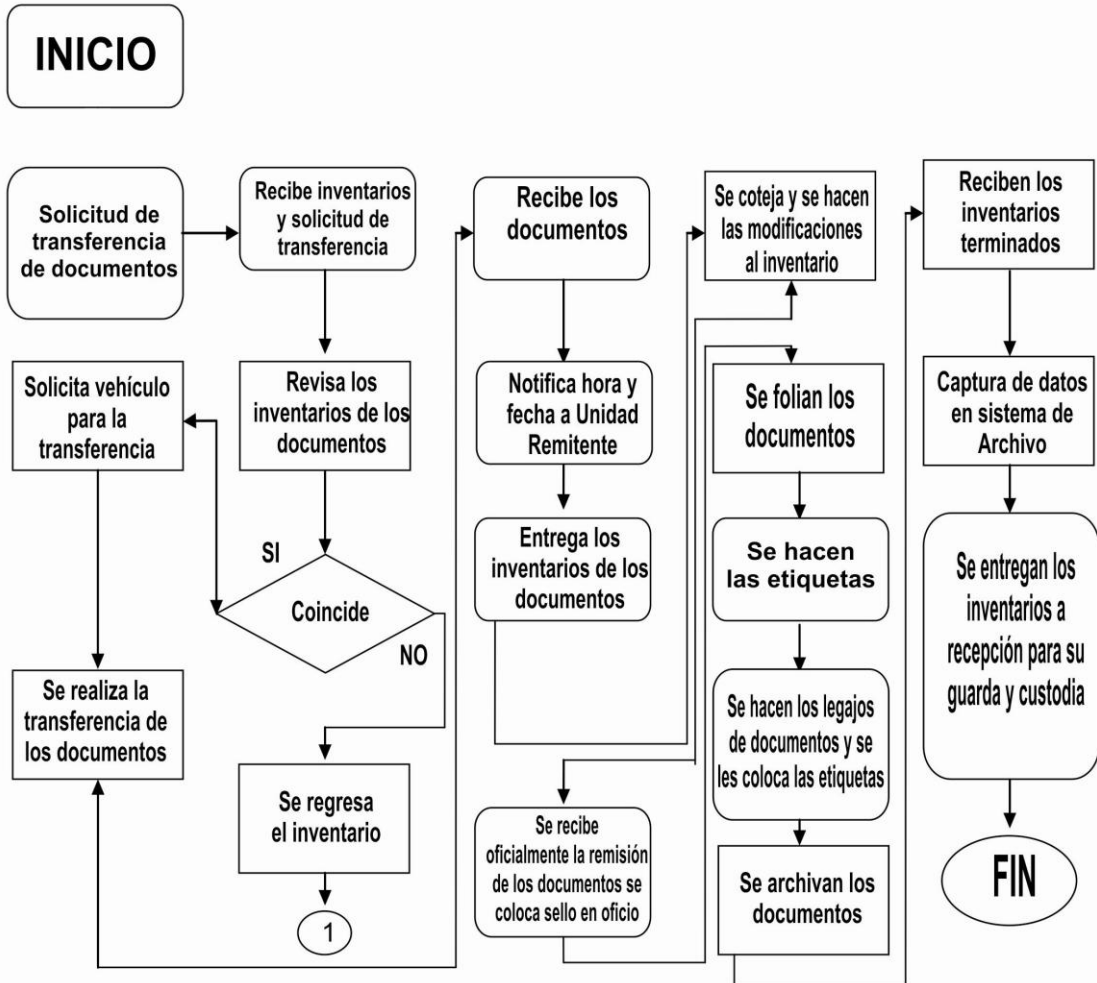 INICIO
Solicitud de
transferencia
de documentos
Recibe inventarios
y solicitud de
transferencia
Revisa los
inventarios de los
documentos
Coincide
SI
NO
Solicita vehículo
para la
transferencia
Se realiza la
transferencia de
los documentos
Se regresa
el inventario
1
Recibe los
documentos
Notifica hora y
fecha a Unidad
Remitente
Entrega los
inventarios de los
documentos
Se coteja y se hacen
las modificaciones
al inventario
Se recibe
oficialmente la remisión
de los documentos se
coloca sello en oficio
Se folian los
documentos
Se hacen
las etiquetas
Se hacen los legajos
de documentos y se
les coloca las etiquetas
Se archivan los
documentos
Reciben los
inventarios
terminados
Captura de datos
en sistema de
Archivo
Se entregan los
inventarios a
recepción para su
guarda y custodia
FIN